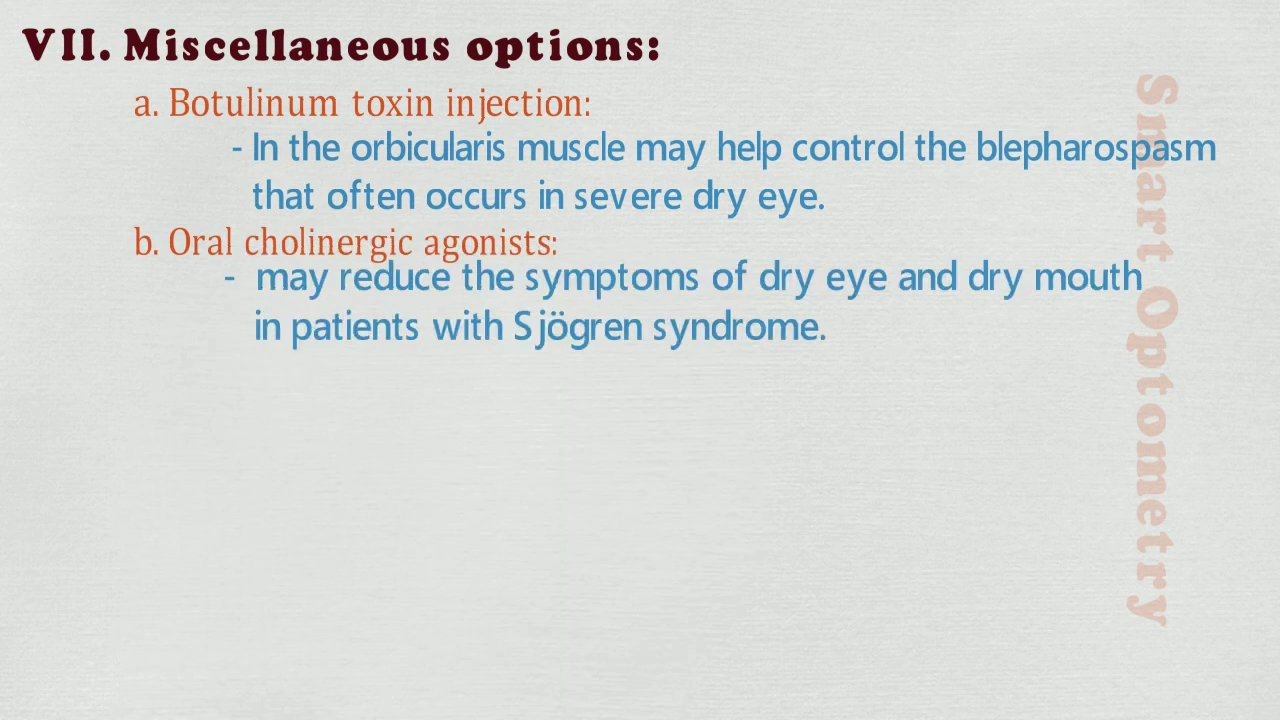 VII. Miscellaneous options:
a. Botulinum toxin injection:
- In the orbicularis muscle may help control the blepharospasm
that often occurs in severe dry eye.
b. Oral cholinergic agonists:
- may reduce the symptoms of dry eye and dry mouth
in patients with Sjögren syndrome.
Smart Optometry